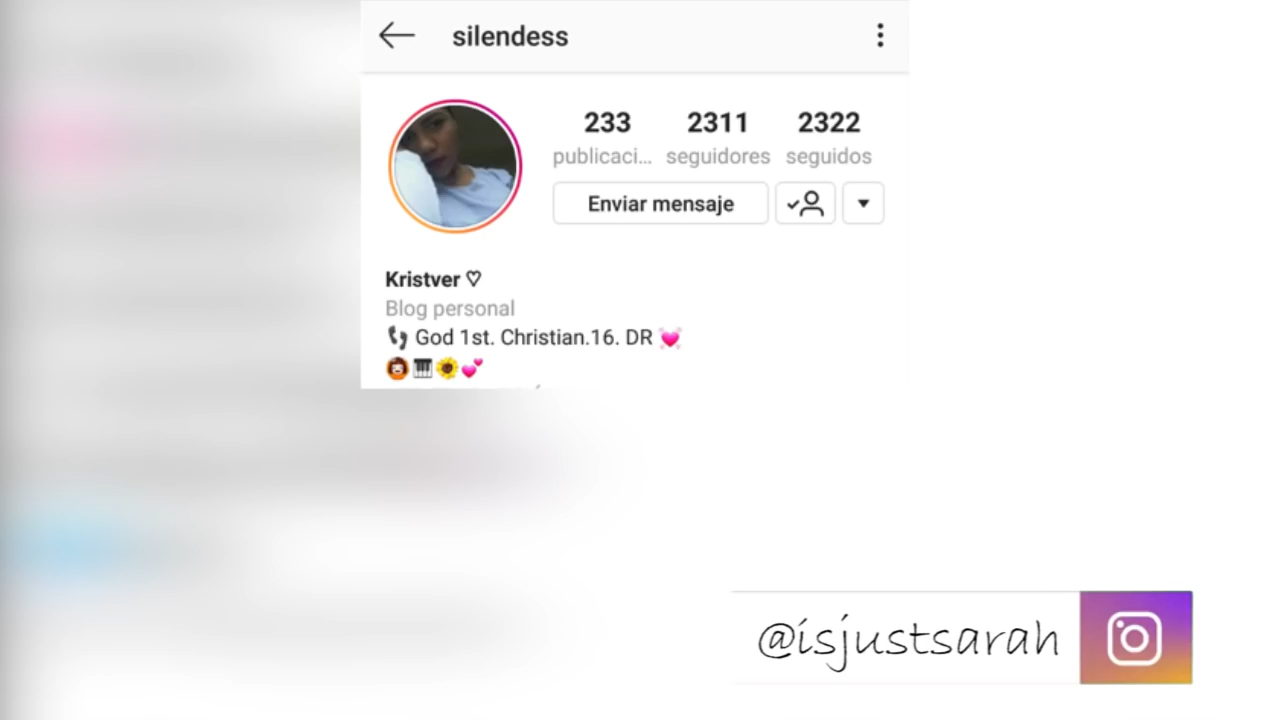 silendess
233 2311 2322
publicaci... seguidores seguidos
Enviar mensaje
Kristver ♡
Blog personal
👣 God 1st. Christian.16. DR 💓
🙆🎹🌻💕
@isjustsarah